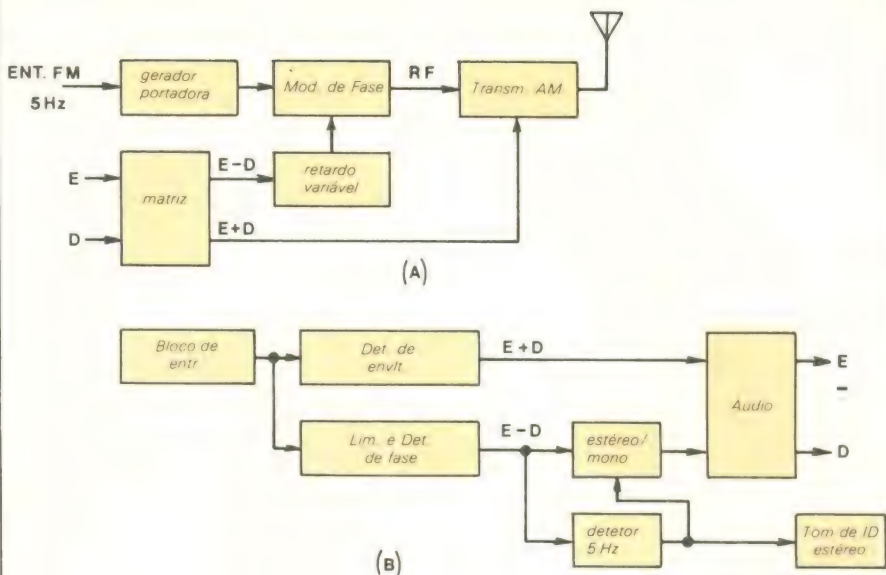 ENT. FM
5 Hz
gerador
portadora
Mod. de Fase
RF
Transm. AM
E
D
matriz
E-D
E+D
retardo
variável
(A)
Bloco de
entr.
Det. de
envlt.
E+D
Lim. e Det.
de fase
E-D
estéreo/
mono
Audio
E
–
D
detetor
5 Hz
Tom de ID
estéreo
(B)